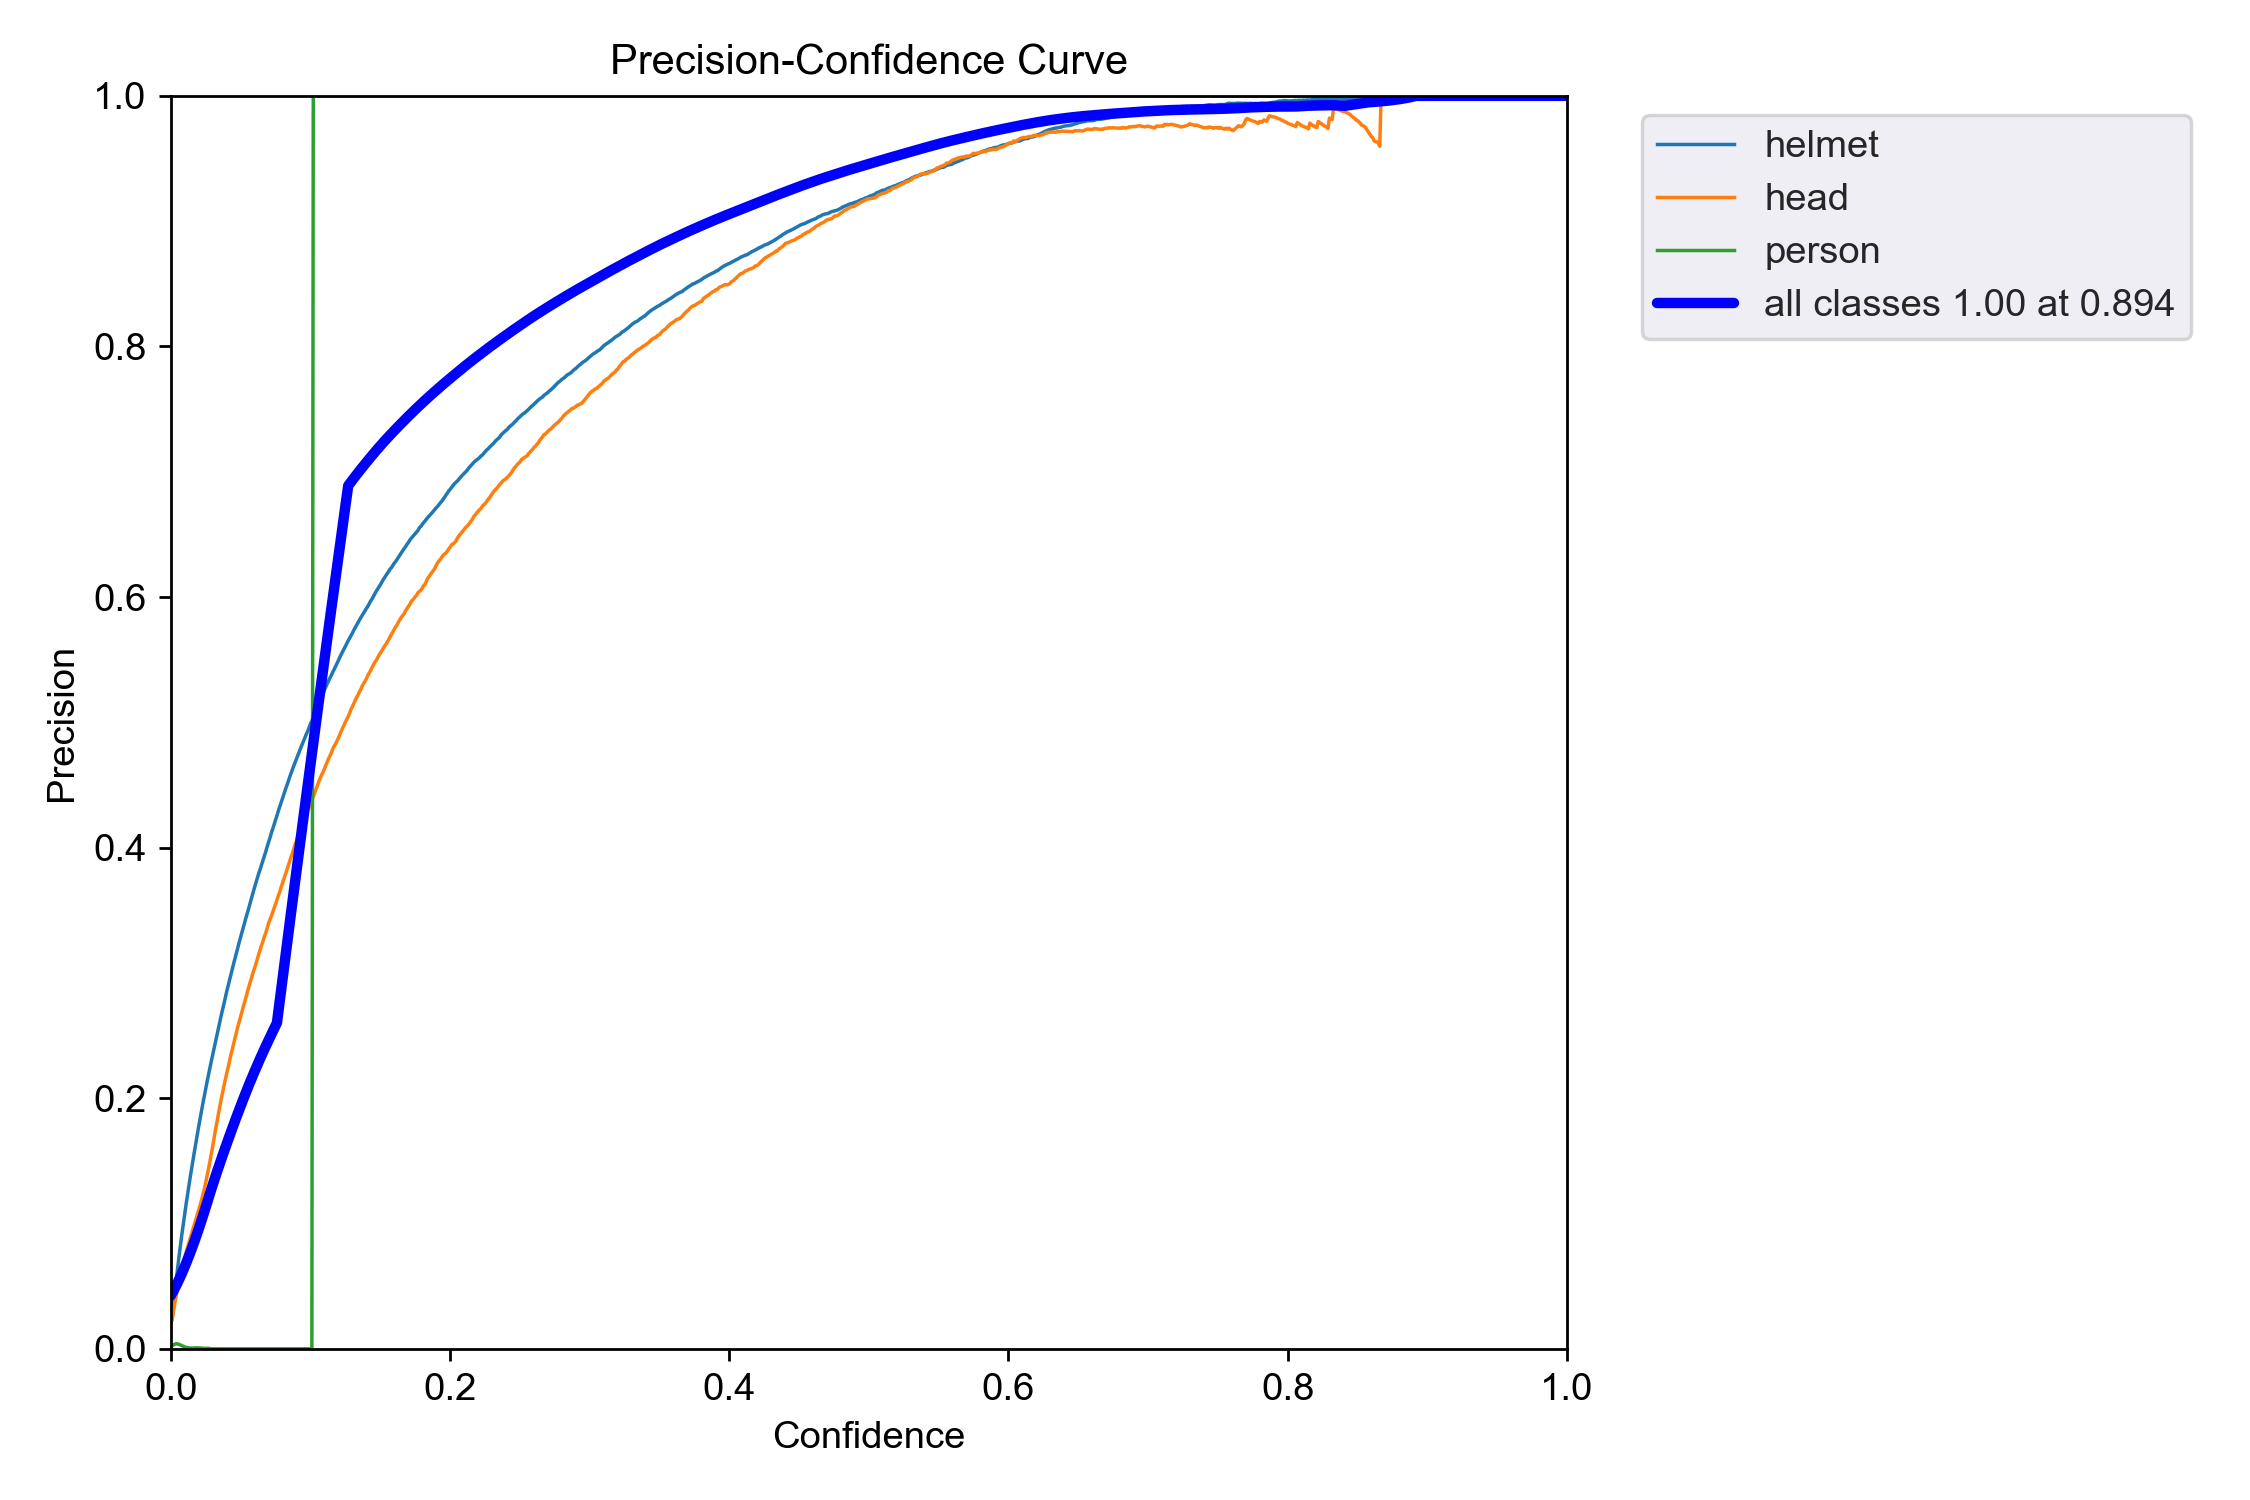 Precision-Confidence Curve
1.0
0.8
0.6
0.4
0.2
0.0
Precision
0.0 0.2 0.4 0.6 0.8 1.0
Confidence
helmet
head
person
all classes 1.00 at 0.894